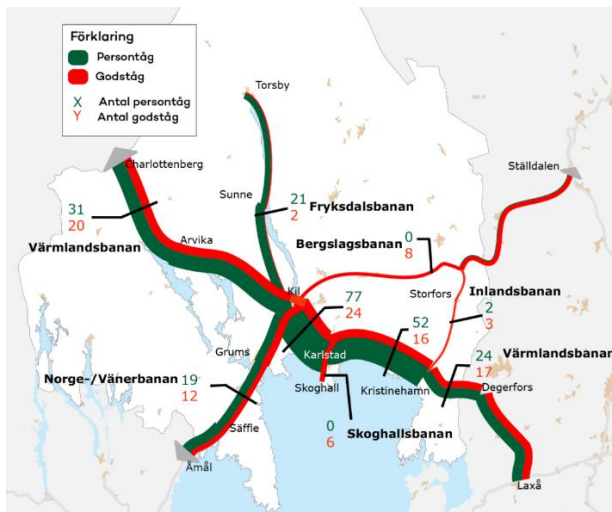 Förklaring
Persontåg
Godståg
X Antal persontåg
Y Antal godståg
Torsby
Charlottenberg
Ställdalen
Sunne
21
2
Fryksdalsbanan
31
20
Värmlandsbanan
Arvika
Bergslagsbanan
0
8
Kil
77
24
Storfors
Inlandsbanan
2
3
52
16
Grums
Karlstad
24
17
Värmlandsbanan
Norge-/Vänerbanan
19
12
Skoghall
Kristinehamn
Degerfors
Säffle
0
6
Skoghallsbanan
Åmål
Laxå